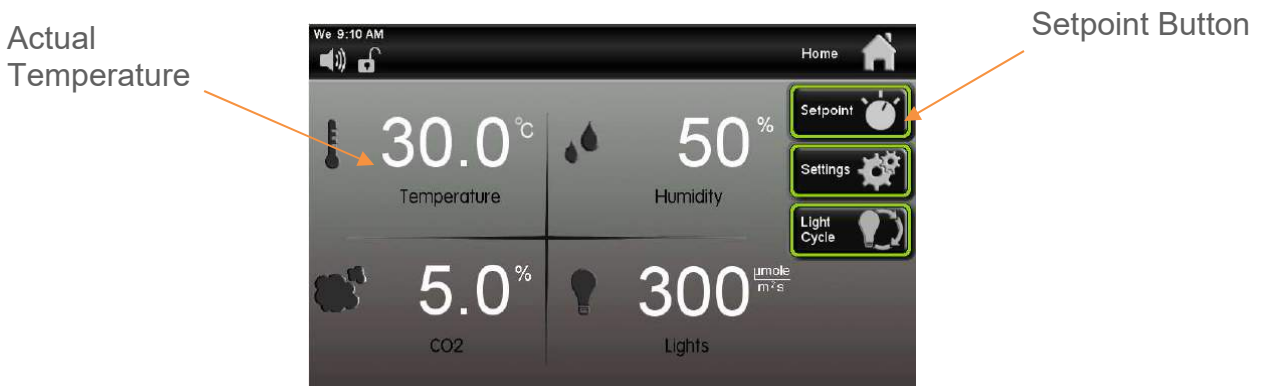 Actual
Temperature
Setpoint Button
We 9:10 AM
Home
30.0 °C
Temperature
50 %
Humidity
Setpoint
Settings
Light
Cycle
5.0 %
CO2
300 µmole/m²s
Lights